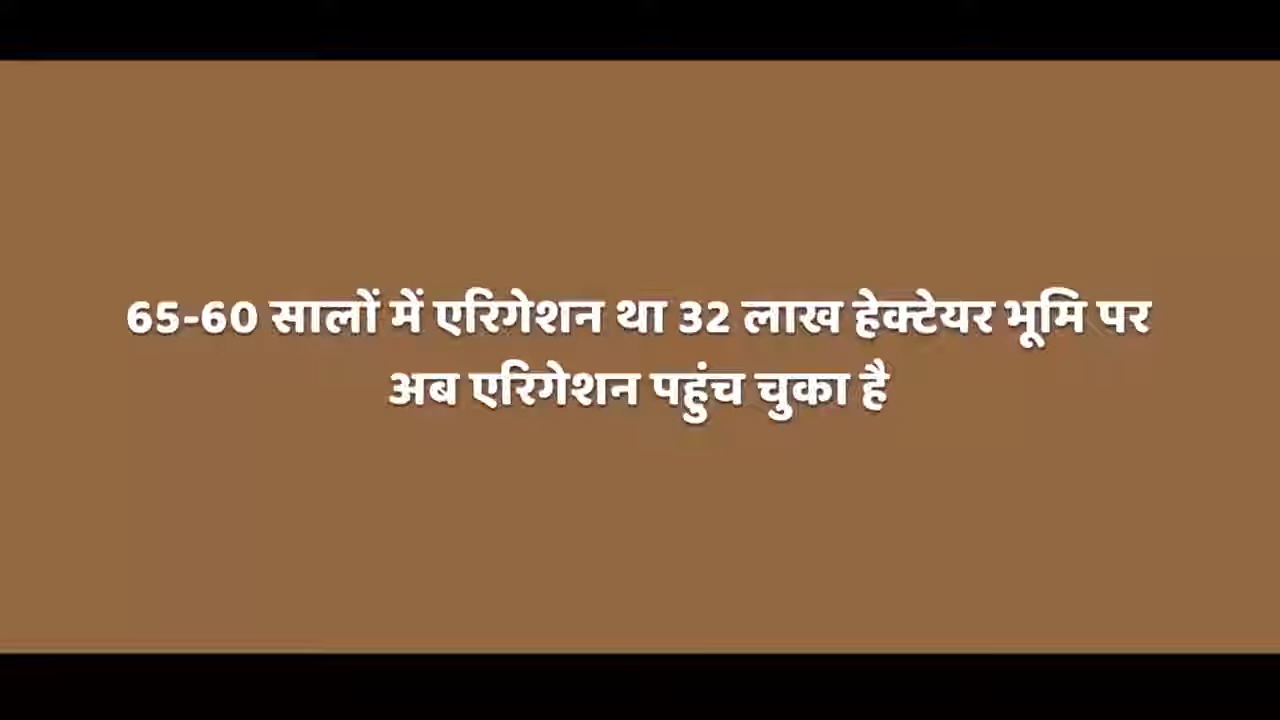 65-60 सालों में एरिगेशन था 32 लाख हेक्टेयर भूमि पर
अब एरिगेशन पहुंच चुका है